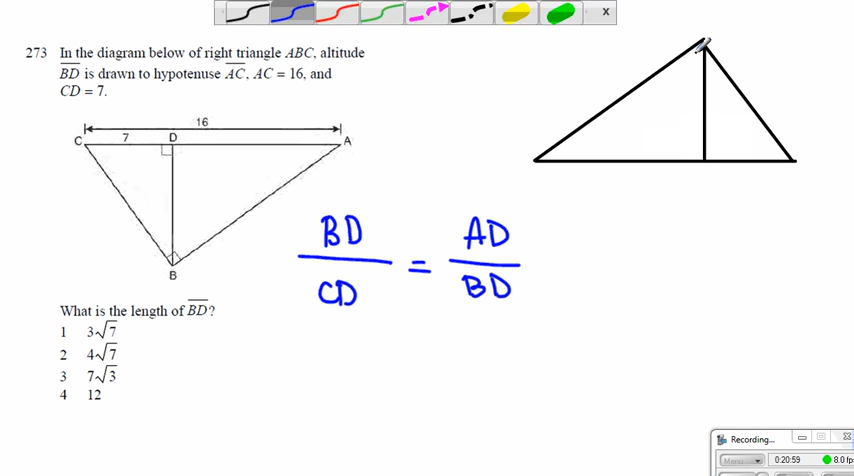 x
273 In the diagram below of right triangle ABC, altitude
BD is drawn to hypotenuse AC, AC = 16, and
CD = 7.
16
C 7 D A
B
BD/CD = AD/BD
What is the length of BD?
1 3√7
2 4√7
3 7√3
4 12
Recording...
Menu 0:20:59 8.0 fp